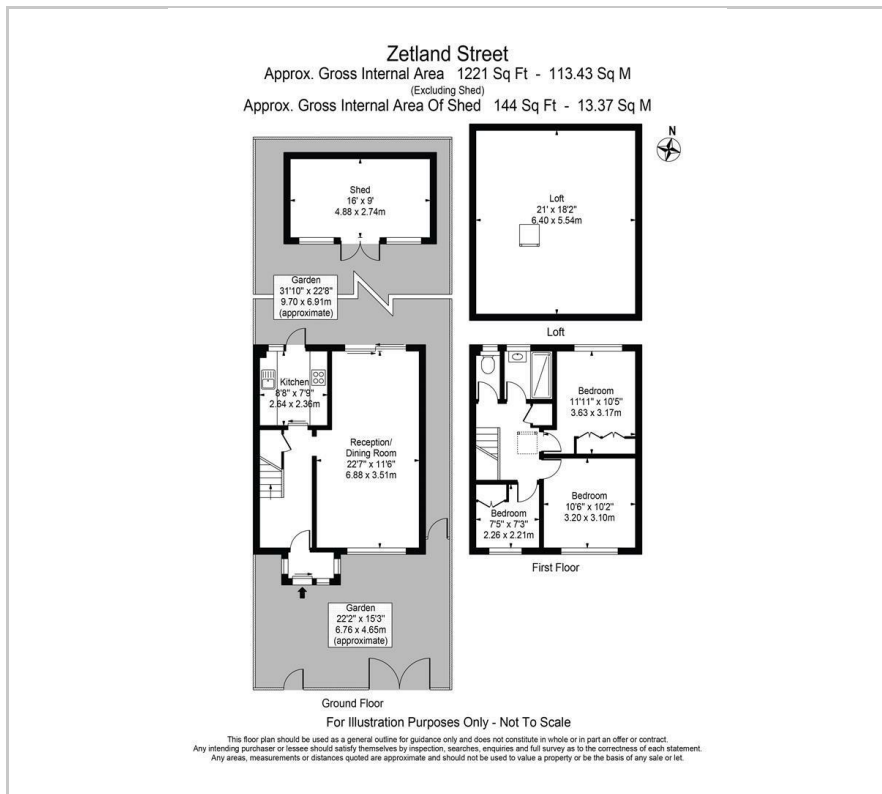 Zetland Street
Approx. Gross Internal Area 1221 Sq Ft - 113.43 Sq M
(Excluding Shed)
Approx. Gross Internal Area Of Shed 144 Sq Ft - 13.37 Sq M
N
Shed
16' x 9'
4.88 x 2.74m
Loft
21' x 18'2"
6.40 x 5.54m
Garden
31'10" x 22'8"
9.70 x 6.91m
(approximate)
Loft
Kitchen
8'8" x 7'9"
2.64 x 2.36m
Reception/
Dining Room
22'7" x 11'6"
6.88 x 3.51m
Bedroom
11'11" x 10'5"
3.63 x 3.17m
Bedroom
10'6" x 10'2"
3.20 x 3.10m
Bedroom
7'5" x 7'3"
2.26 x 2.21m
First Floor
Garden
22'2" x 15'3"
6.76 x 4.65m
(approximate)
Ground Floor
For Illustration Purposes Only - Not To Scale
This floor plan should be used as a general outline for guidance only and does not constitute in whole or in part an offer or contract.
Any intending purchaser or lessee should satisfy themselves by inspection, searches, enquiries and full survey as to the correctness of each statement.
Any areas, measurements or distances quoted are approximate and should not be used to value a property or be the basis of any sale or let.